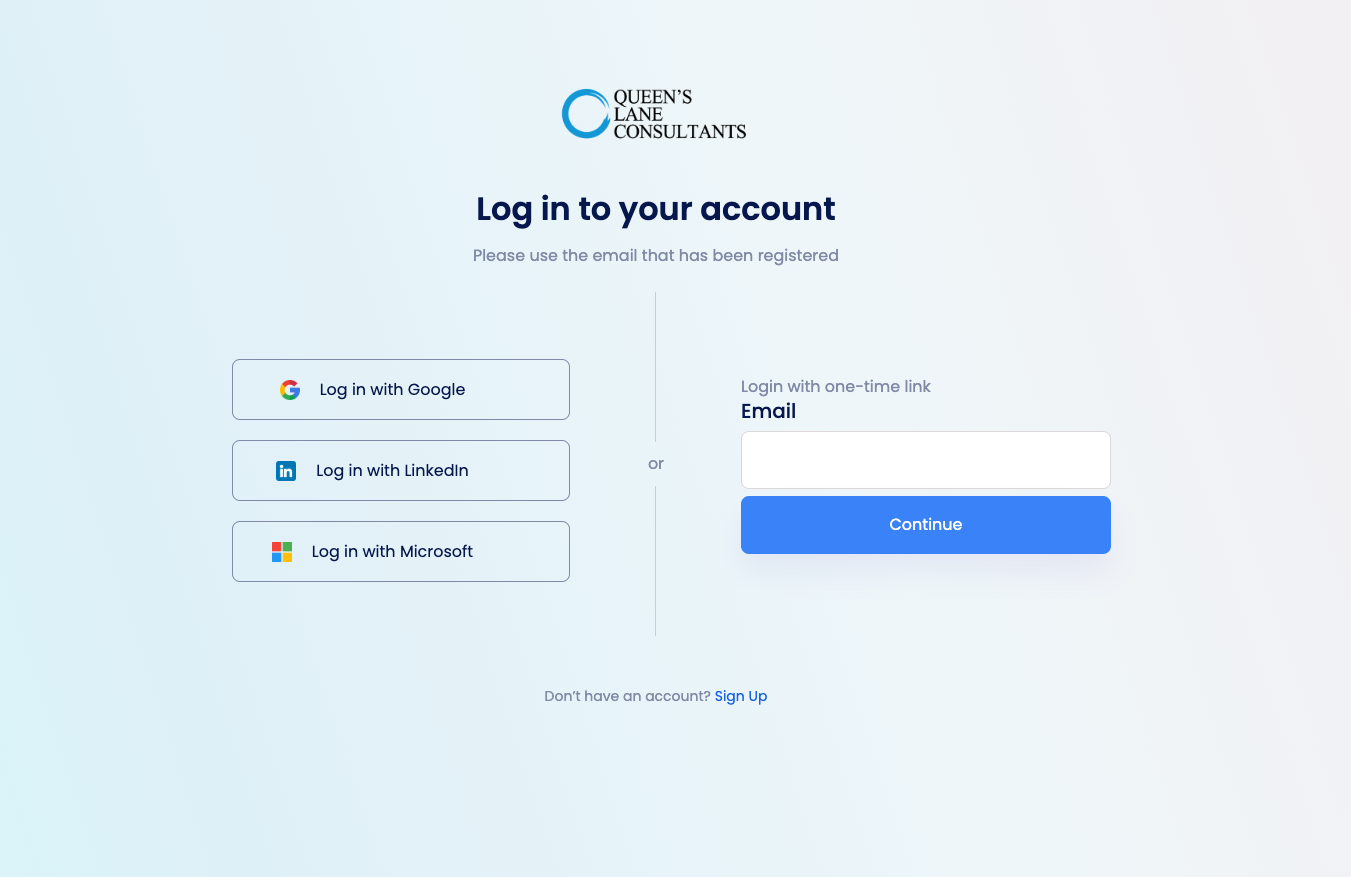 QUEEN'S
LANE
CONSULTANTS
Log in to your account
Please use the email that has been registered
Log in with Google
Log in with LinkedIn
Log in with Microsoft
or
Login with one-time link
Email
Continue
Don't have an account? Sign Up